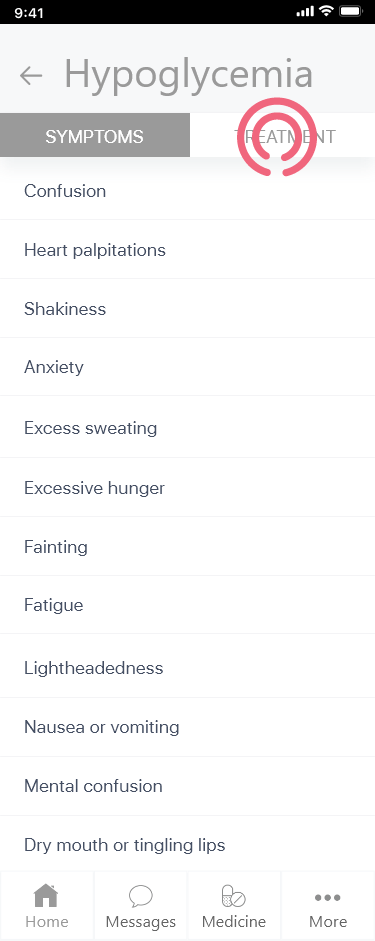 9:41
Hypoglycemia
SYMPTOMS
TREATMENT
Confusion
Heart palpitations
Shakiness
Anxiety
Excess sweating
Excessive hunger
Fainting
Fatigue
Lightheadedness
Nausea or vomiting
Mental confusion
Dry mouth or tingling lips
Home
Messages
Medicine
More